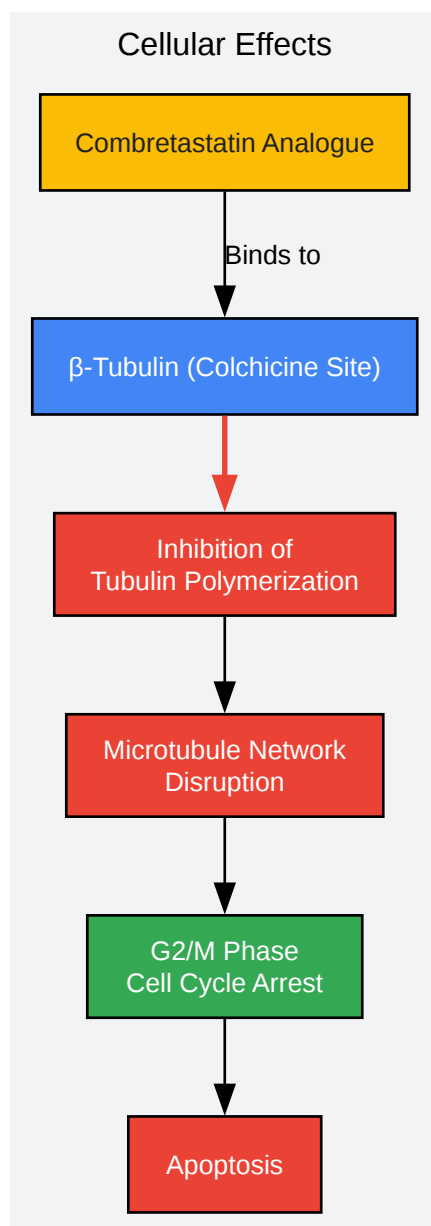 Cellular Effects
Combretastatin Analogue
Binds to
β-Tubulin (Colchicine Site)
Inhibition of
Tubulin Polymerization
Microtubule Network
Disruption
G2/M Phase
Cell Cycle Arrest
Apoptosis